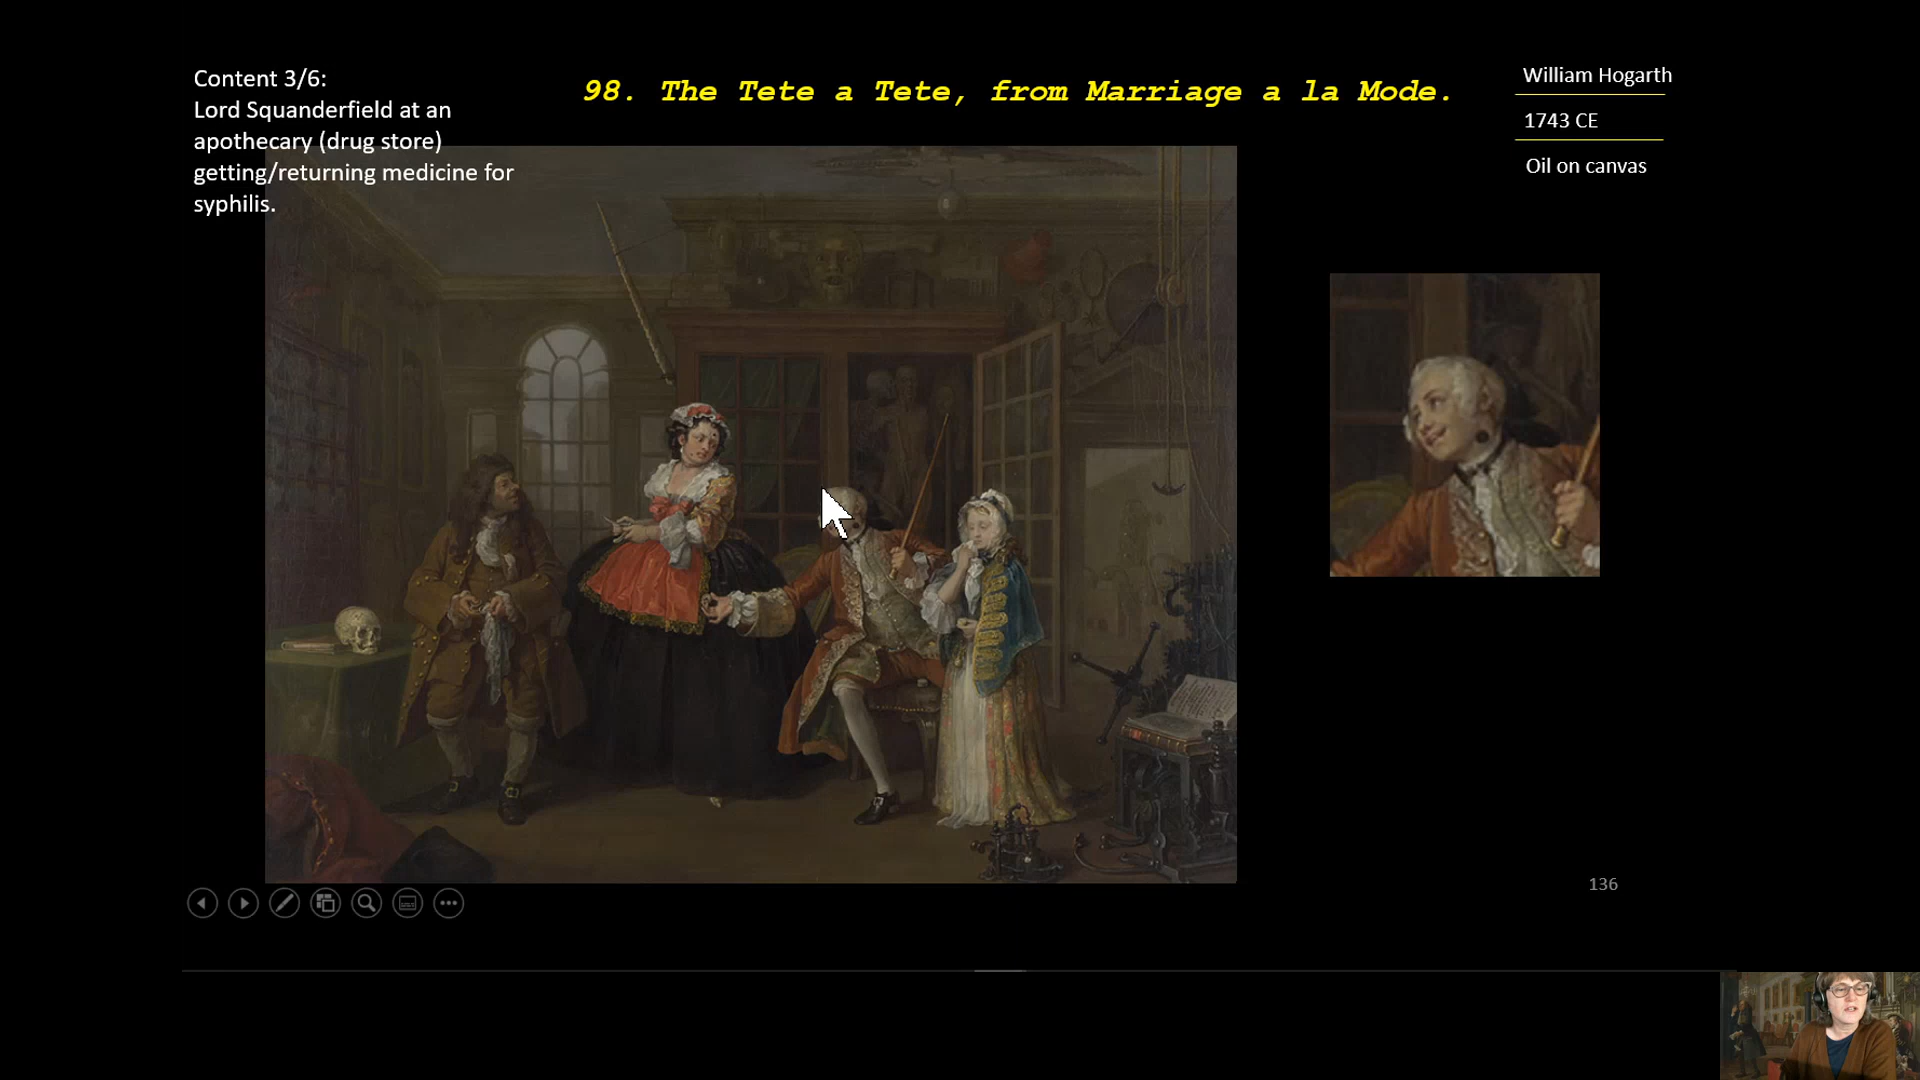 Content 3/6:
Lord Squanderfield at an
apothecary (drug store)
getting/returning medicine for
syphilis.
98. The Tete a Tete, from Marriage a la Mode.
William Hogarth
1743 CE
Oil on canvas
136